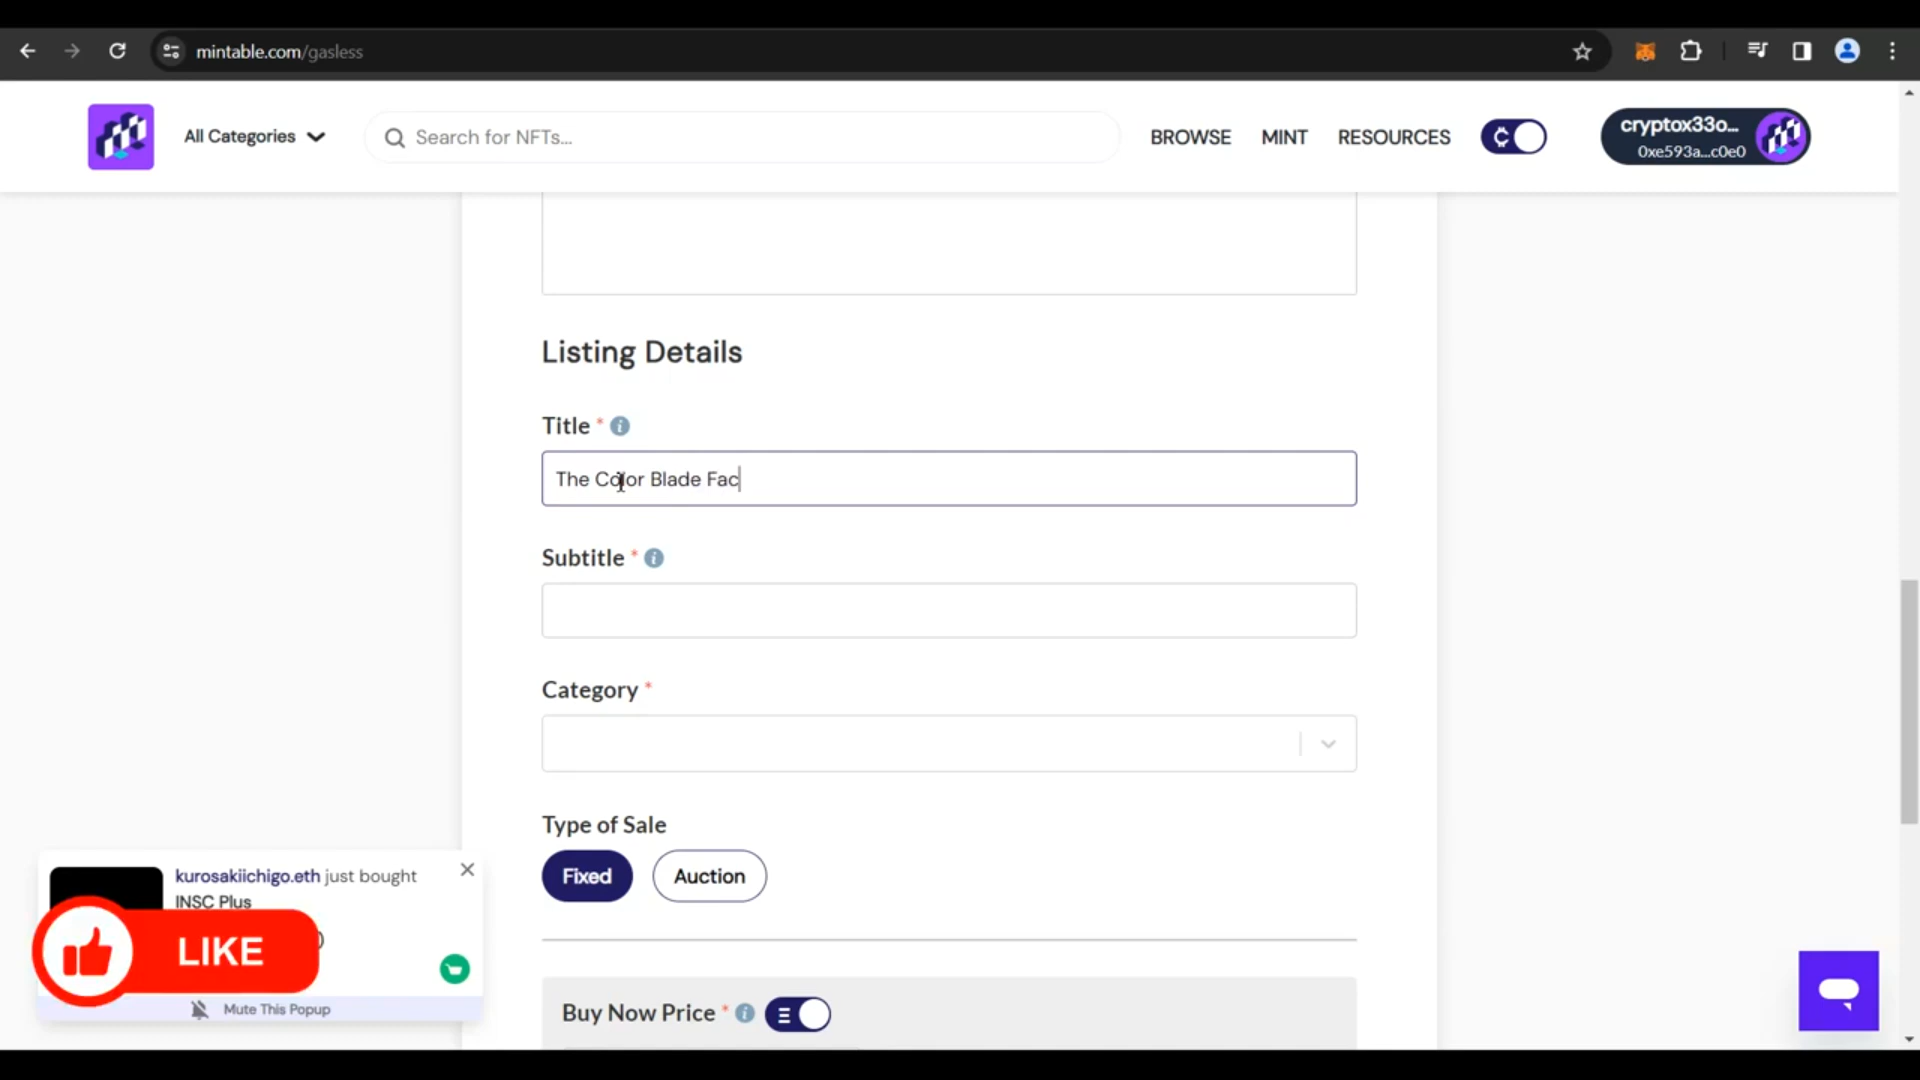 mintable.com/gasless
All Categories
Search for NFTs...
BROWSE MINT RESOURCES
cryptox33o...
0xe593a...c0e0
Listing Details
Title *
The Color Blade Fac
Subtitle *
Category *
Type of Sale
Fixed Auction
kurosakiichigo.eth just bought
INSC Plus
LIKE
Mute This Popup
Buy Now Price *